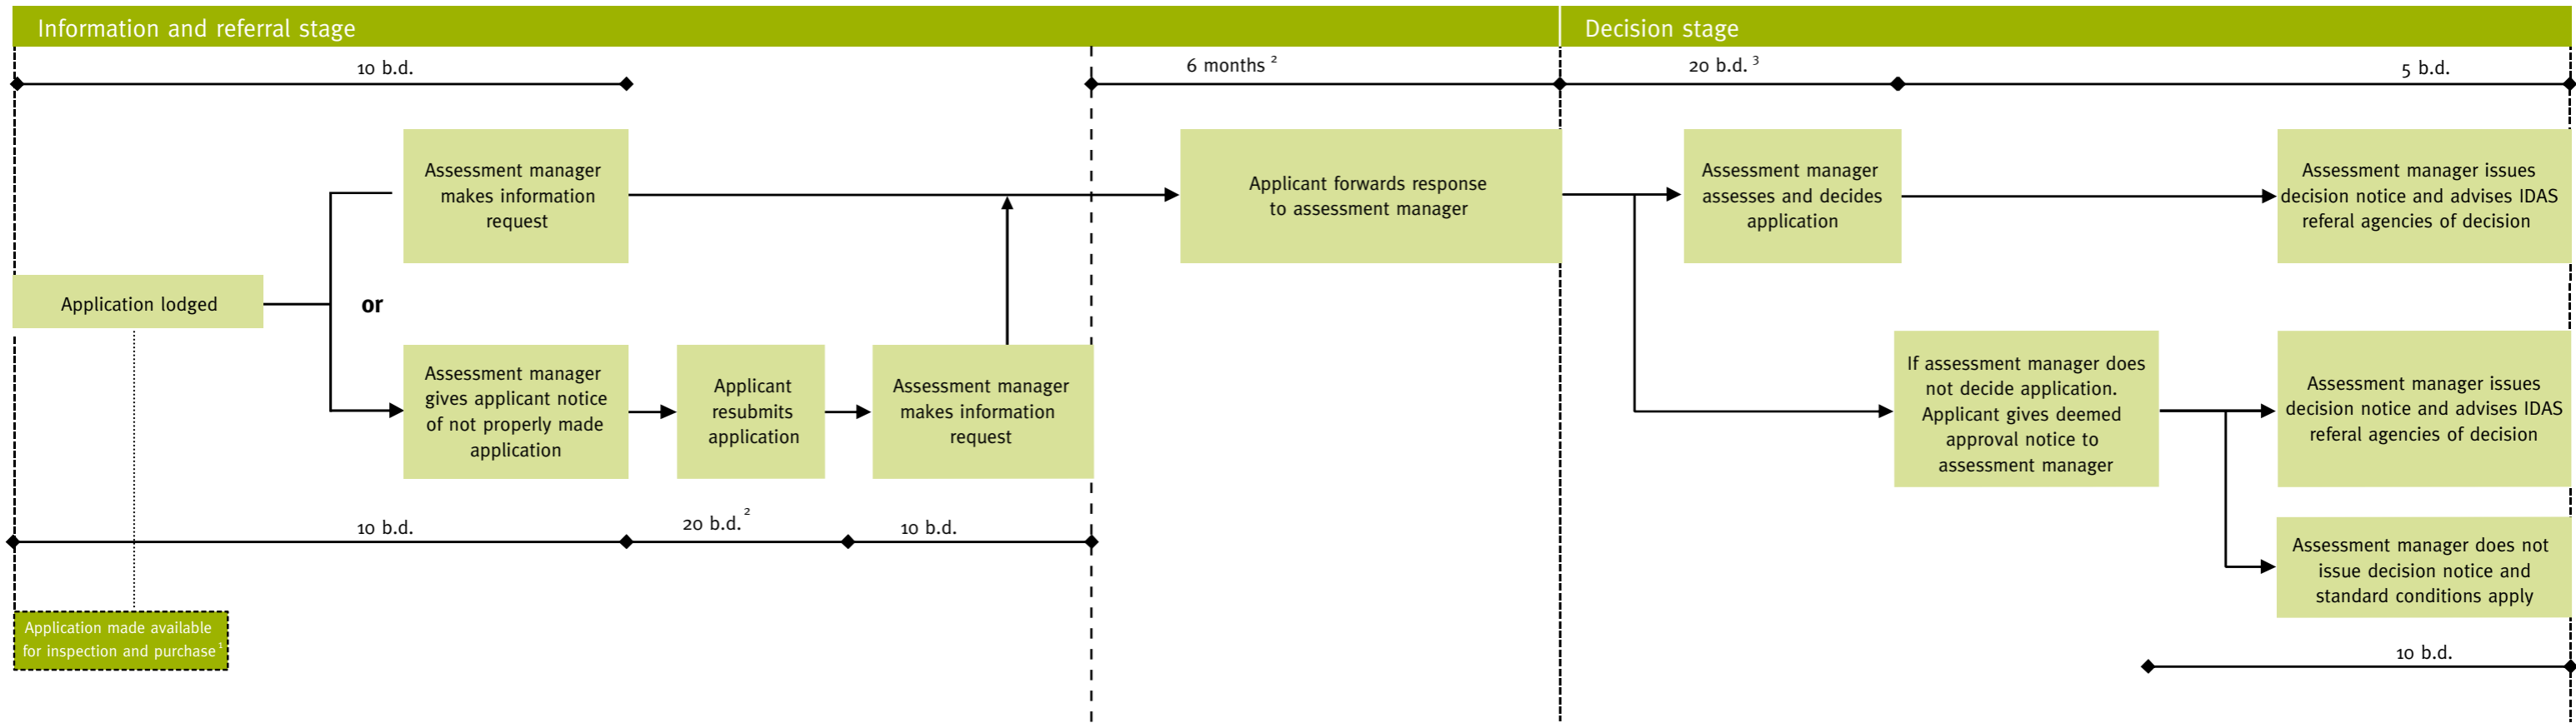 Information and referral stage
Decision stage
10 b.d.
6 months 2
20 b.d. 3
5 b.d.
Assessment manager
makes information
request
Applicant forwards response
to assessment manager
Assessment manager
assesses and decides
application
Assessment manager issues
decision notice and advises IDAS
referal agencies of decision
Application lodged
or
Assessment manager
gives applicant notice
of not properly made
application
Applicant
resubmits
application
Assessment manager
makes information
request
If assessment manager does
not decide application.
Applicant gives deemed
approval notice to
assessment manager
Assessment manager issues
decision notice and advises IDAS
referal agencies of decision
10 b.d.
20 b.d. 2
10 b.d.
Assessment manager does not
issue decision notice and
standard conditions apply
Application made available
for inspection and purchase 1
10 b.d.